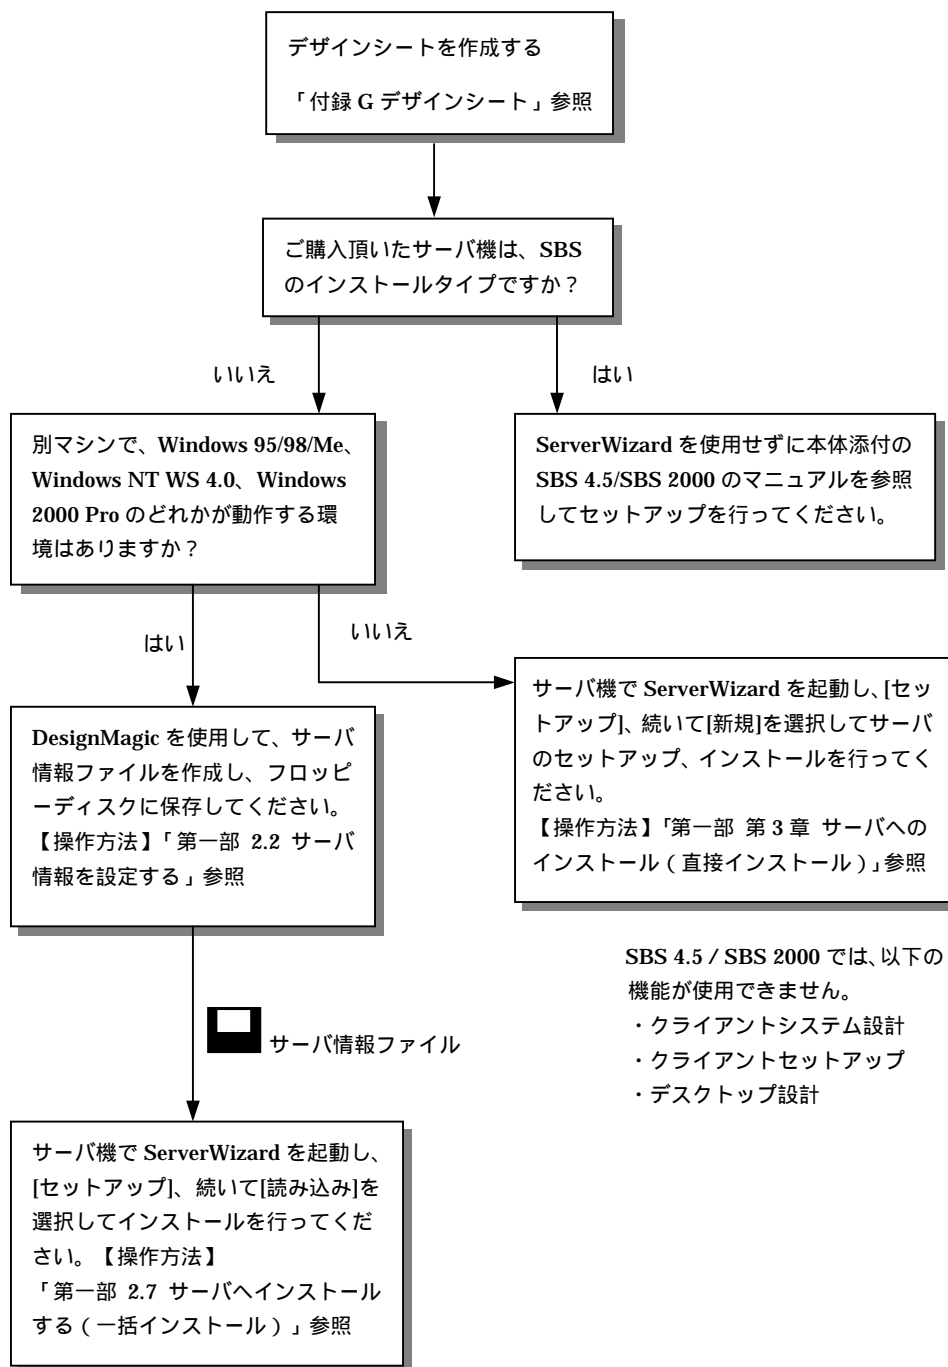 デザインシートを作成する
「付録 G デザインシート」参照
ご購入頂いたサーバ機は、SBS
のインストールタイプですか？
いいえ
はい
別マシンで、Windows 95/98/Me、
Windows NT WS 4.0、Windows
2000 Pro のどれかが動作する環
境はありますか？
ServerWizard を使用せずに本体添付の
SBS 4.5/SBS 2000 のマニュアルを参照
してセットアップを行ってください。
はい
いいえ
サーバ機で ServerWizard を起動し、[セッ
トアップ]、続いて[新規]を選択してサーバ
のセットアップ、インストールを行ってく
ださい。
【操作方法】「第一部 第 3 章 サーバへの
インストール（直接インストール）」参照
DesignMagic を使用して、サーバ
情報ファイルを作成し、フロッピ
ーディスクに保存してください。
【操作方法】「第一部 2.2 サーバ
情報を設定する」参照
SBS 4.5 / SBS 2000 では、以下の
機能が使用できません。
・クライアントシステム設計
・クライアントセットアップ
・デスクトップ設計
サーバ情報ファイル
サーバ機で ServerWizard を起動し、
[セットアップ]、続いて[読み込み]を
選択してインストールを行ってくだ
さい。【操作方法】
「第一部 2.7 サーバへインストール
する（一括インストール）」参照